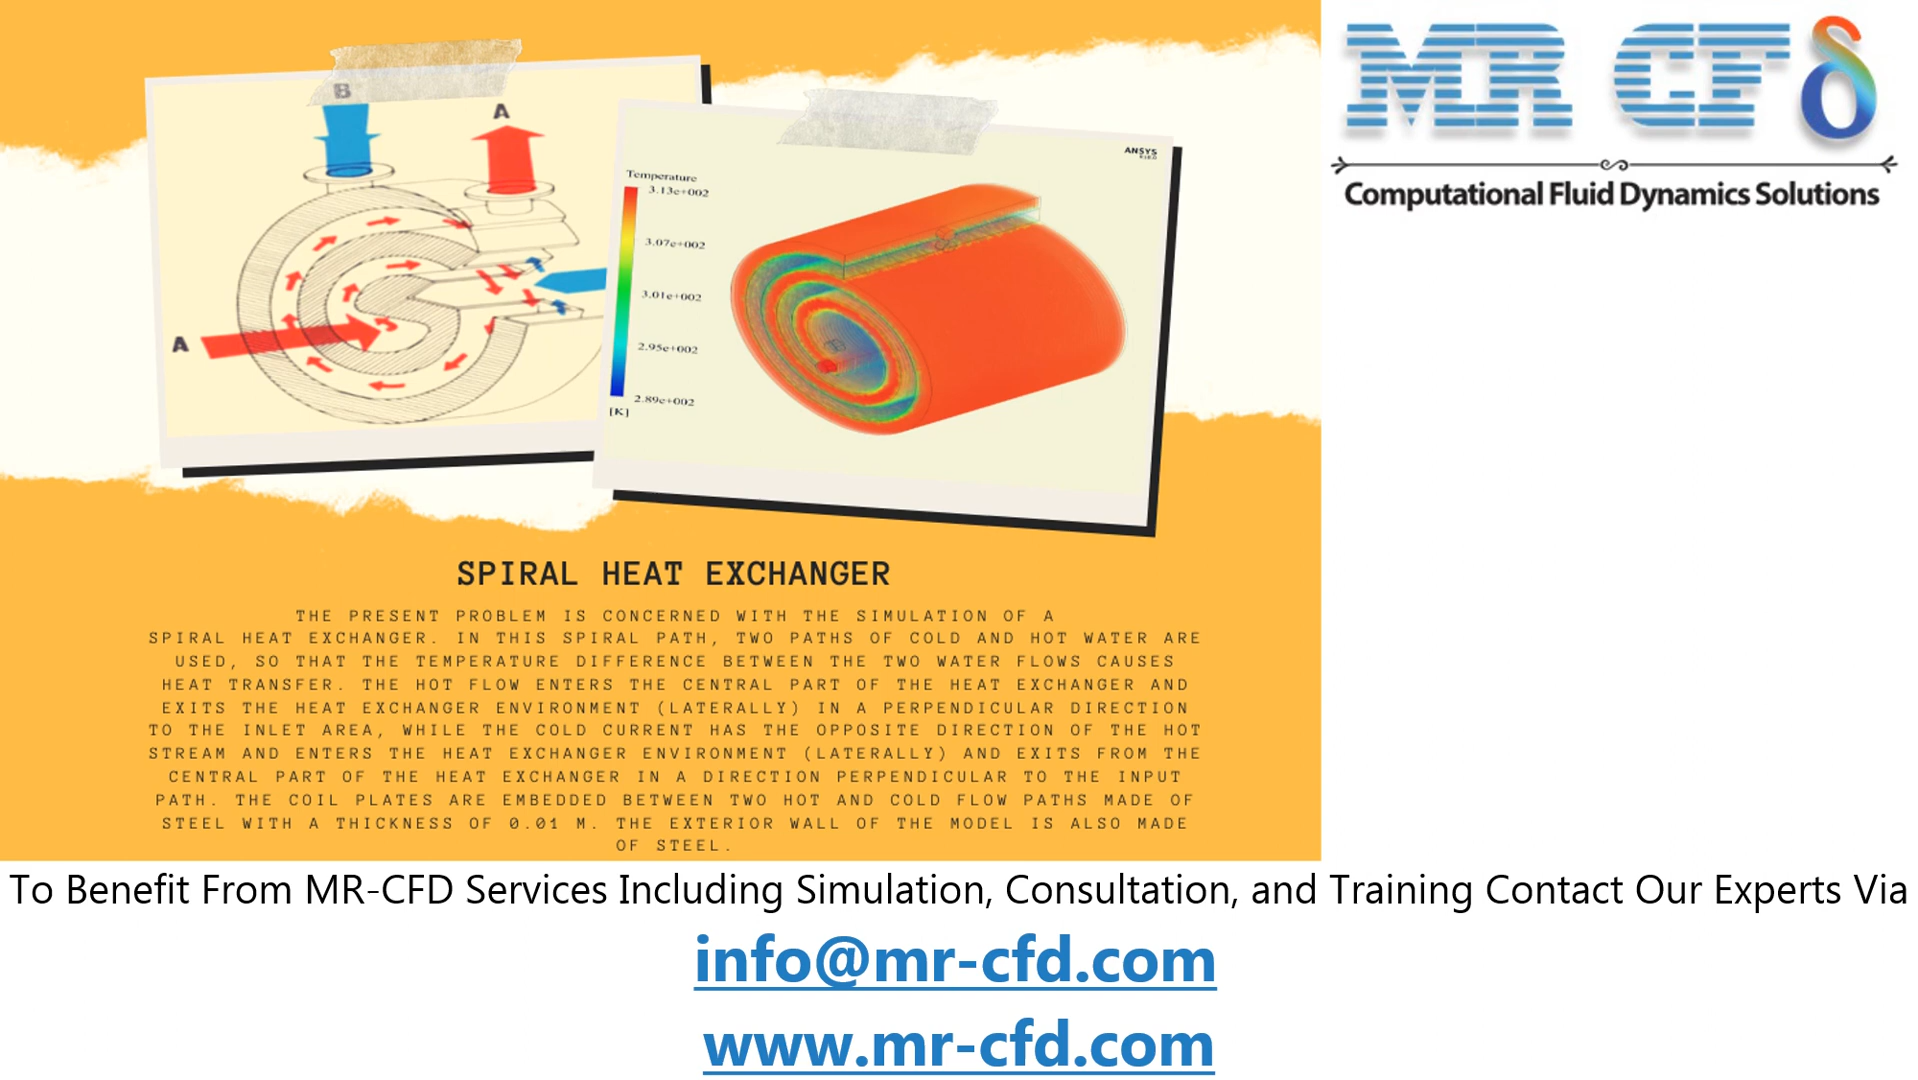 B
A
A
ANSYS
Temperature
3.13e+002
3.07e+002
3.01e+002
2.95e+002
2.89e+002
[K]
MR CFδ
Computational Fluid Dynamics Solutions
SPIRAL HEAT EXCHANGER
THE PRESENT PROBLEM IS CONCERNED WITH THE SIMULATION OF A
SPIRAL HEAT EXCHANGER. IN THIS SPIRAL PATH, TWO PATHS OF COLD AND HOT WATER ARE
USED, SO THAT THE TEMPERATURE DIFFERENCE BETWEEN THE TWO WATER FLOWS CAUSES
HEAT TRANSFER. THE HOT FLOW ENTERS THE CENTRAL PART OF THE HEAT EXCHANGER AND
EXITS THE HEAT EXCHANGER ENVIRONMENT (LATERALLY) IN A PERPENDICULAR DIRECTION
TO THE INLET AREA, WHILE THE COLD CURRENT HAS THE OPPOSITE DIRECTION OF THE HOT
STREAM AND ENTERS THE HEAT EXCHANGER ENVIRONMENT (LATERALLY) AND EXITS FROM THE
CENTRAL PART OF THE HEAT EXCHANGER IN A DIRECTION PERPENDICULAR TO THE INPUT
PATH. THE COIL PLATES ARE EMBEDDED BETWEEN TWO HOT AND COLD FLOW PATHS MADE OF
STEEL WITH A THICKNESS OF 0.01 M. THE EXTERIOR WALL OF THE MODEL IS ALSO MADE
OF STEEL.
To Benefit From MR-CFD Services Including Simulation, Consultation, and Training Contact Our Experts Via
info@mr-cfd.com
www.mr-cfd.com